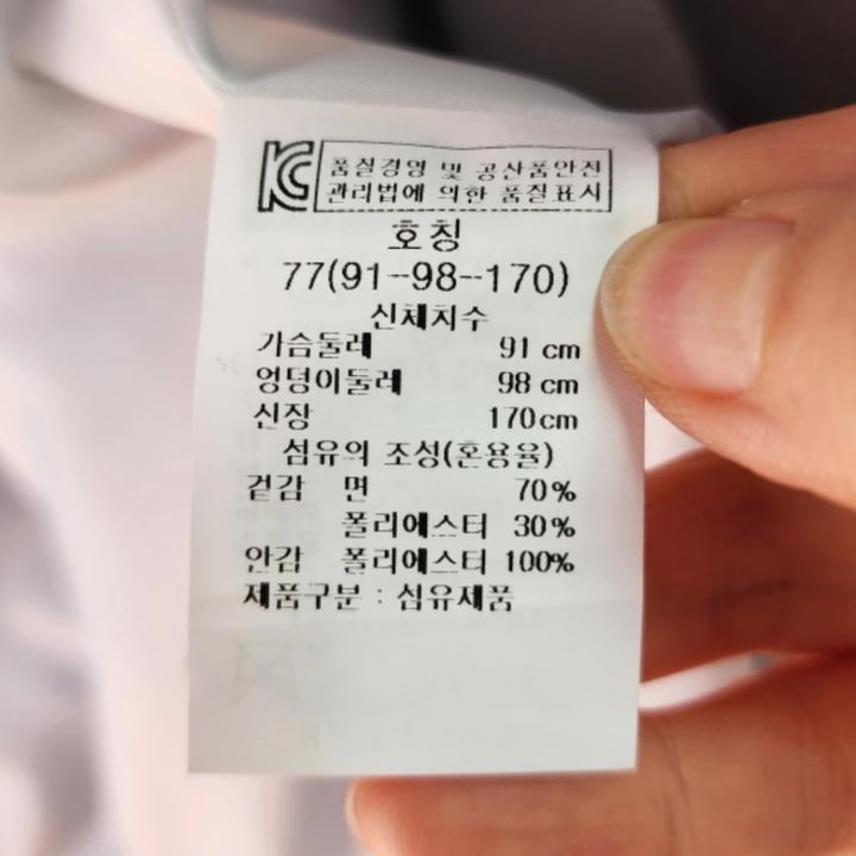 KC 품질경영 및 공산품안전
관리법에 의한 품질표시
호칭
77(91--98--170)
신체치수
가슴둘레 91 cm
엉덩이둘레 98 cm
신장 170cm
섬유의 조성(혼용율)
겉감 면 70%
폴리에스터 30%
안감 폴리에스터 100%
제품구분 : 섬유제품